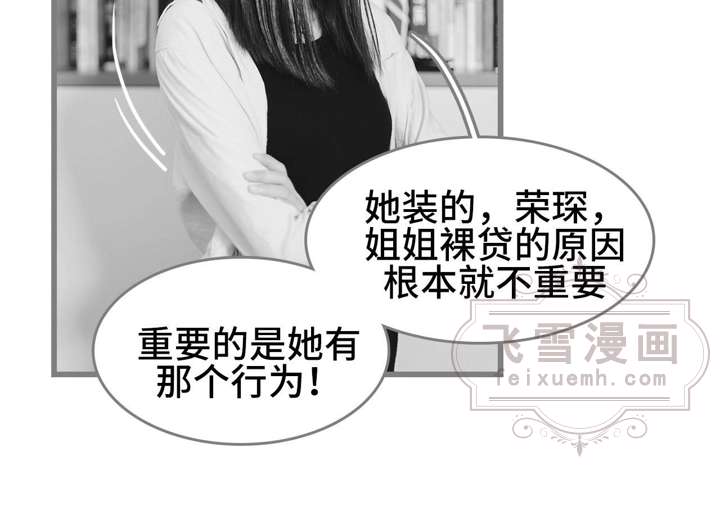 她装的，荣琛，
姐姐裸贷的原因
根本就不重要
重要的是她有
那个行为！
飞雪漫画
feixuemh.com